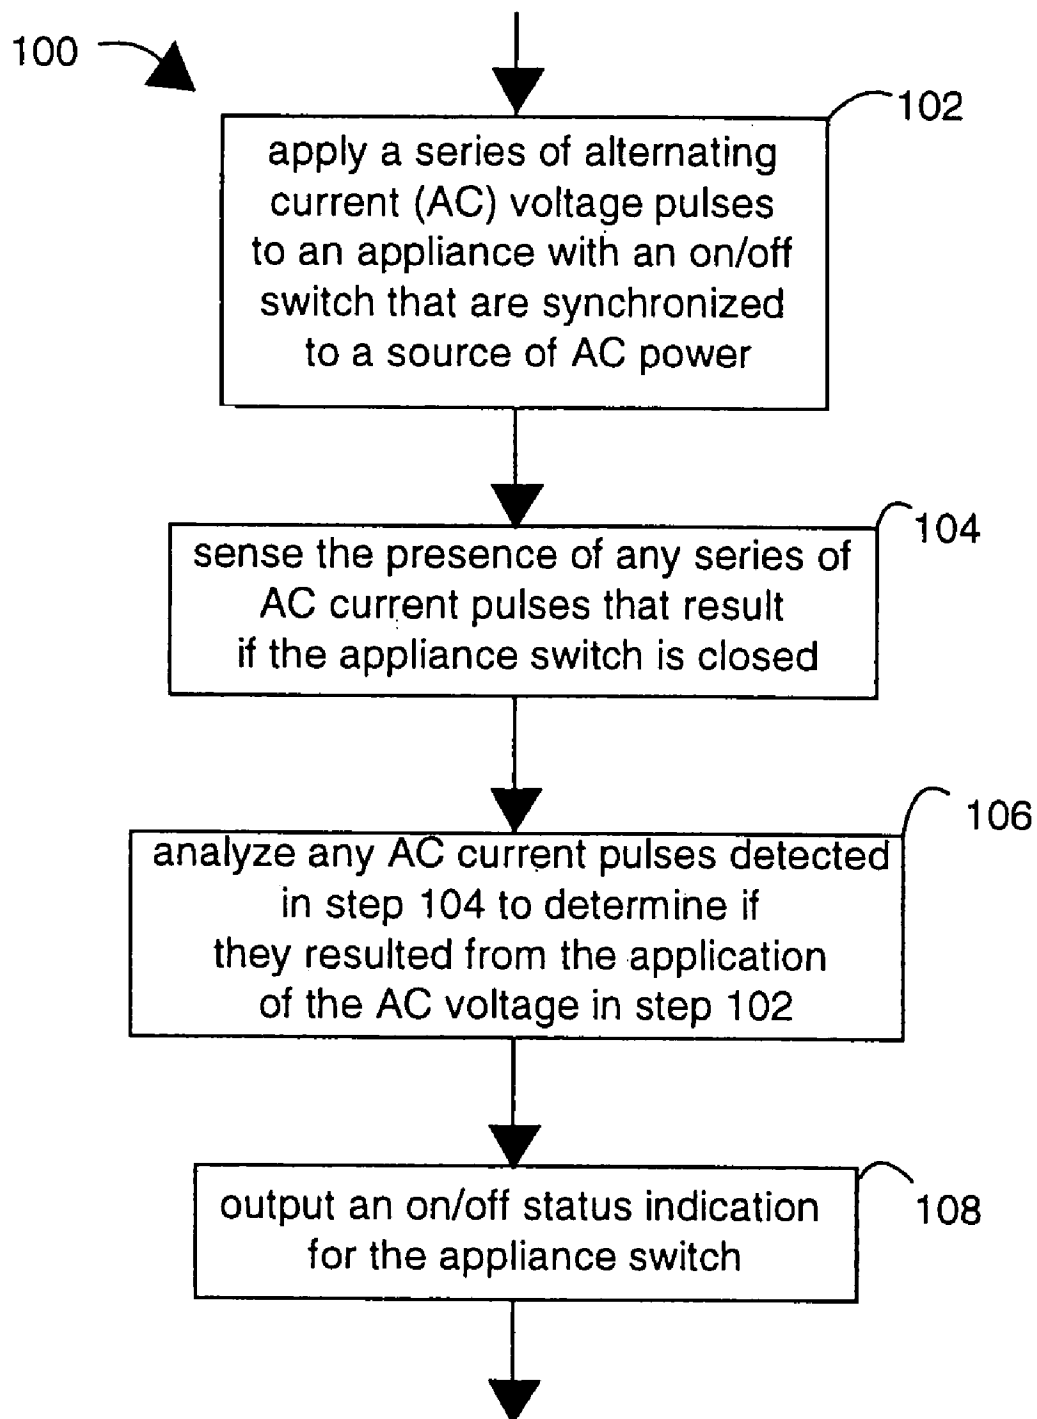 100
102
apply a series of alternating
current (AC) voltage pulses
to an appliance with an on/off
switch that are synchronized
to a source of AC power
104
sense the presence of any series of
AC current pulses that result
if the appliance switch is closed
106
analyze any AC current pulses detected
in step 104 to determine if
they resulted from the application
of the AC voltage in step 102
108
output an on/off status indication
for the appliance switch